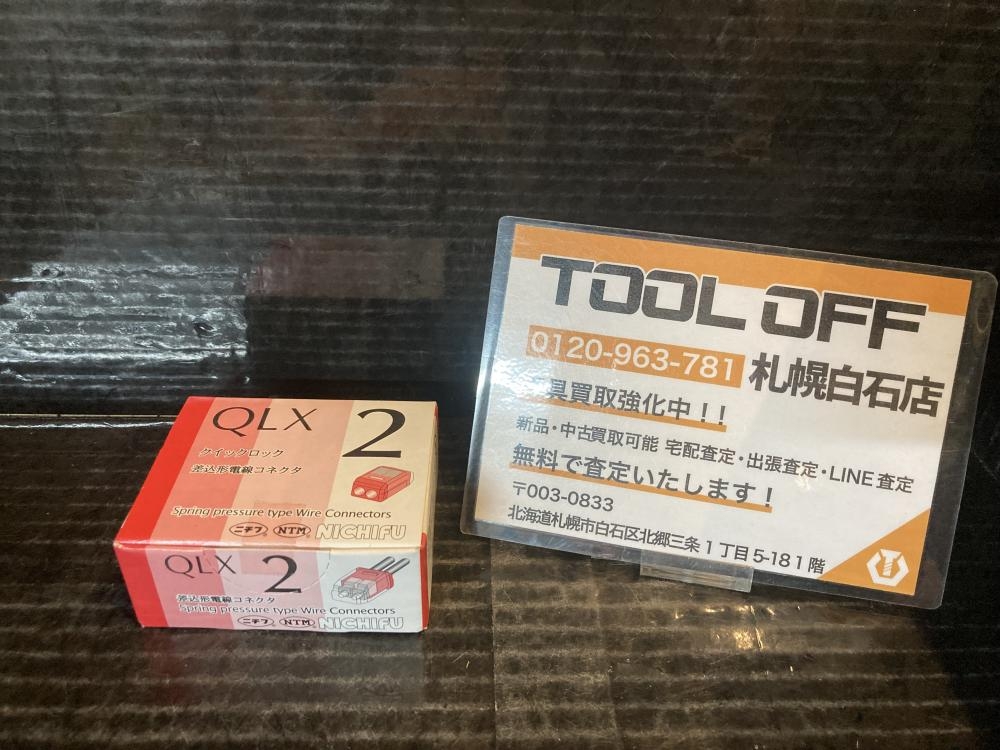 QLX 2
クイックロック
差込形電線コネクタ
Spring pressure type Wire Connectors
ニチフ NTM NICHIFU
QLX 2
差込形電線コネクタ
Spring pressure type Wire Connectors
ニチフ NTM NICHIFU
TOOL OFF
0120-963-781 札幌白石店
具買取強化中!!
新品・中古買取可能 宅配査定・出張査定・LINE査定
無料で査定いたします!
〒003-0833
北海道札幌市白石区北郷三条1丁目5-181階